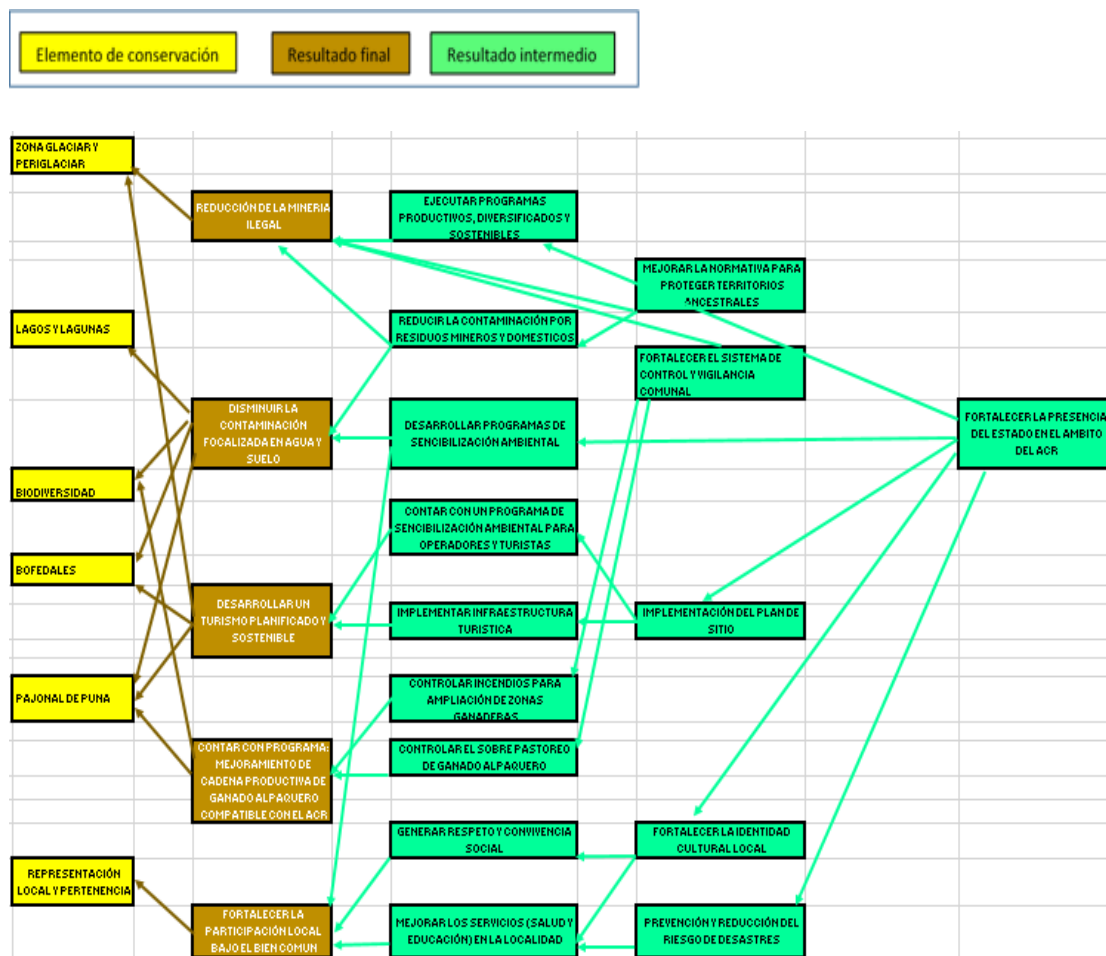 Elemento de conservación
Resultado final
Resultado intermedio
ZONA GLACIAR Y
PERIGLACIAR
REDUCCIÓN DE LA MINERIA
ILEGAL
EJECUTAR PROGRAMAS
PRODUCTIVOS, DIVERSIFICADOS Y
SOSTENIBLES
MEJORAR LA NORMATIVA PARA
PROTEGER TERRITORIOS
ANCESTRALES
LAGOS Y LAGUNAS
REDUCIR LA CONTAMINACIÓN POR
RESIDUOS MINEROS Y DOMESTICOS
FORTALECER EL SISTEMA DE
CONTROL Y VIGILANCIA
COMUNAL
DISMINUIR LA
CONTAMINACIÓN
FOCALIZADA EN AGUA Y
SUELO
DESARROLLAR PROGRAMAS DE
SENCIBILIZACIÓN AMBIENTAL
FORTALECER LA PRESENCIA
DEL ESTADO EN EL AMBITO
DEL ACR
BIODIVERSIDAD
CONTAR CON UN PROGRAMA DE
SENCIBILIZACIÓN AMBIENTAL PARA
OPERADORES Y TURISTAS
BOFEDALES
DESARROLLAR UN
TURISMO PLANIFICADO Y
SOSTENIBLE
IMPLEMENTAR INFRAESTRUCTURA
TURISTICA
IMPLEMENTACIÓN DEL PLAN DE
SITIO
PAJONAL DE PUNA
CONTROLAR INCENDIOS PARA
AMPLIACIÓN DE ZONAS
GANADERAS
CONTAR CON PROGRAMA:
MEJORAMIENTO DE
CADENA PRODUCTIVA DE
GANADO ALPAQUERO
COMPATIBLE CON EL ACR
CONTROLAR EL SOBRE PASTOREO
DE GANADO ALPAQUERO
GENERAR RESPETO Y CONVIVENCIA
SOCIAL
FORTALECER LA IDENTIDAD
CULTURAL LOCAL
REPRESENTACIÓN
LOCAL Y PERTENENCIA
FORTALECER LA
PARTICIPACIÓN LOCAL
BAJO EL BIEN COMUN
MEJORAR LOS SERVICIOS (SALUD Y
EDUCACIÓN) EN LA LOCALIDAD
PREVENCIÓN Y REDUCCIÓN DEL
RIESGO DE DESASTRES